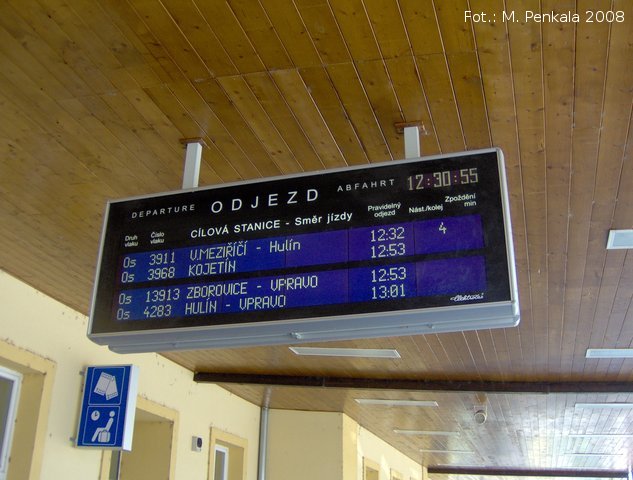 Fot.: M. Penkala 2008
DEPARTURE ODJEZD ABFAHRT 12:30:55
Druh vlaku Číslo vlaku CÍLOVÁ STANICE - Směr jízdy Pravidelný odjezd Nást./kolej Zpoždění min
Os 3911 V.MEZIŘÍČÍ - Hulín 12:32 4
Os 3968 KOJETÍN 12:53
Os 13913 ZBOROVICE - VPRAVO 12:53
Os 4283 HULÍN - VPRAVO 13:01